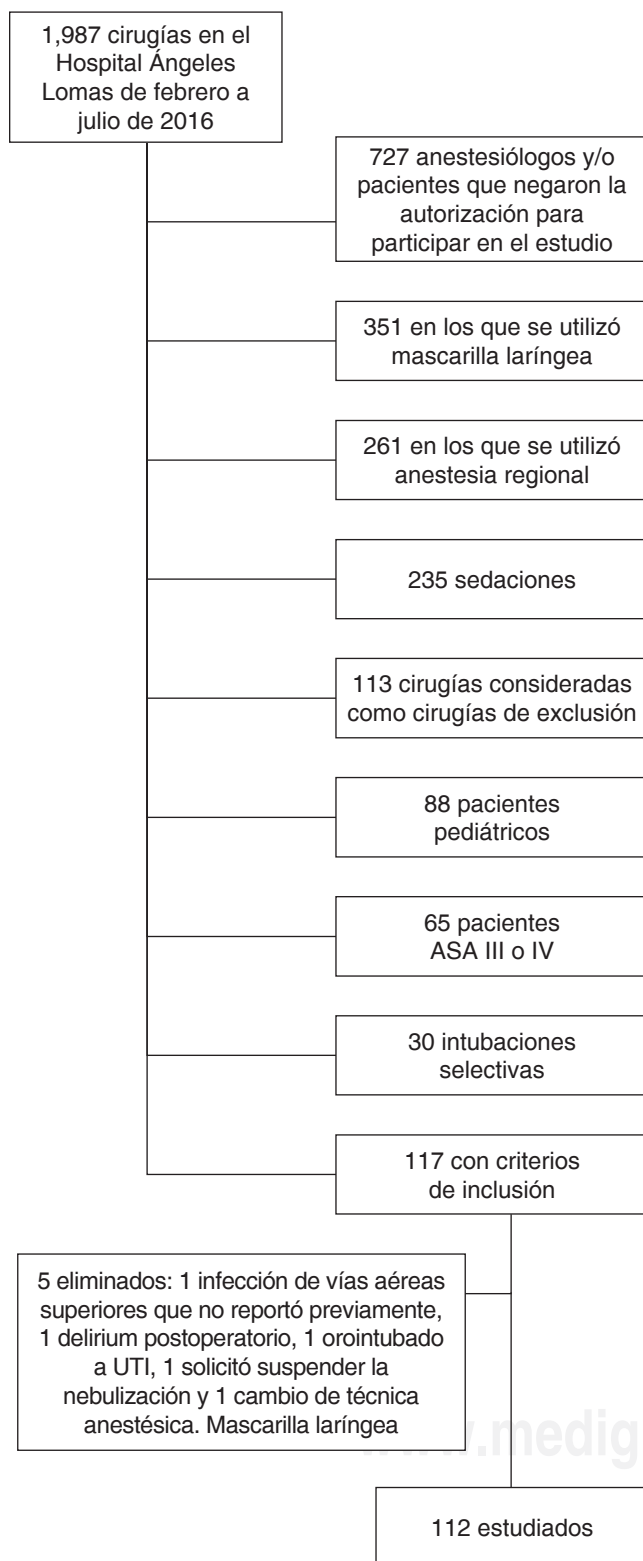 1,987 cirugías en el
Hospital Ángeles
Lomas de febrero a
julio de 2016
727 anestesiólogos y/o
pacientes que negaron la
autorización para
participar en el estudio
351 en los que se utilizó
mascarilla laríngea
261 en los que se utilizó
anestesia regional
235 sedaciones
113 cirugías consideradas
como cirugías de exclusión
88 pacientes
pediátricos
65 pacientes
ASA III o IV
30 intubaciones
selectivas
117 con criterios
de inclusión
5 eliminados: 1 infección de vías aéreas
superiores que no reportó previamente,
1 delirium postoperatorio, 1 orointubado
a UTI, 1 solicitó suspender la
nebulización y 1 cambio de técnica
anestésica. Mascarilla laríngea
112 estudiados